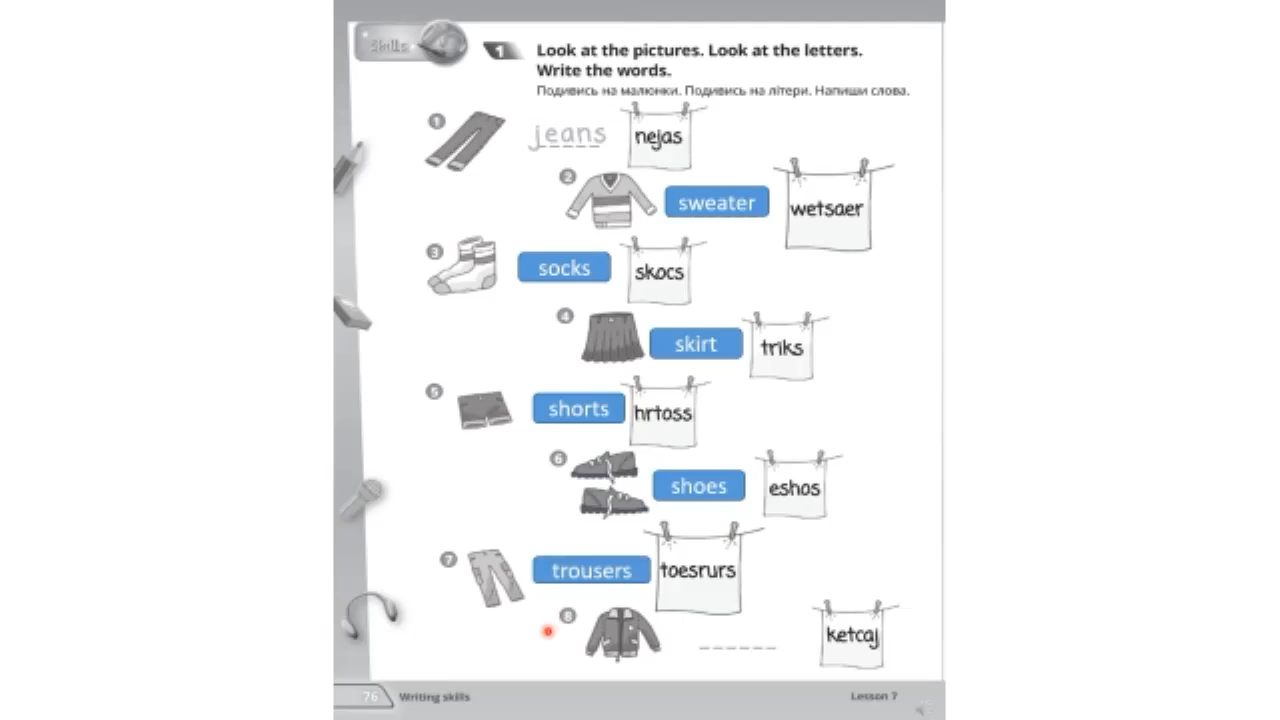 Skills
1 Look at the pictures. Look at the letters.
Write the words.
Подивись на малюнки. Подивись на літери. Напиши слова.
1 jeans nejas
2 sweater wetsaer
3 socks skocs
4 skirt triks
5 shorts hrtoss
6 shoes eshos
7 trousers toesrurs
8 ketcaj
76 Writing skills Lesson 7